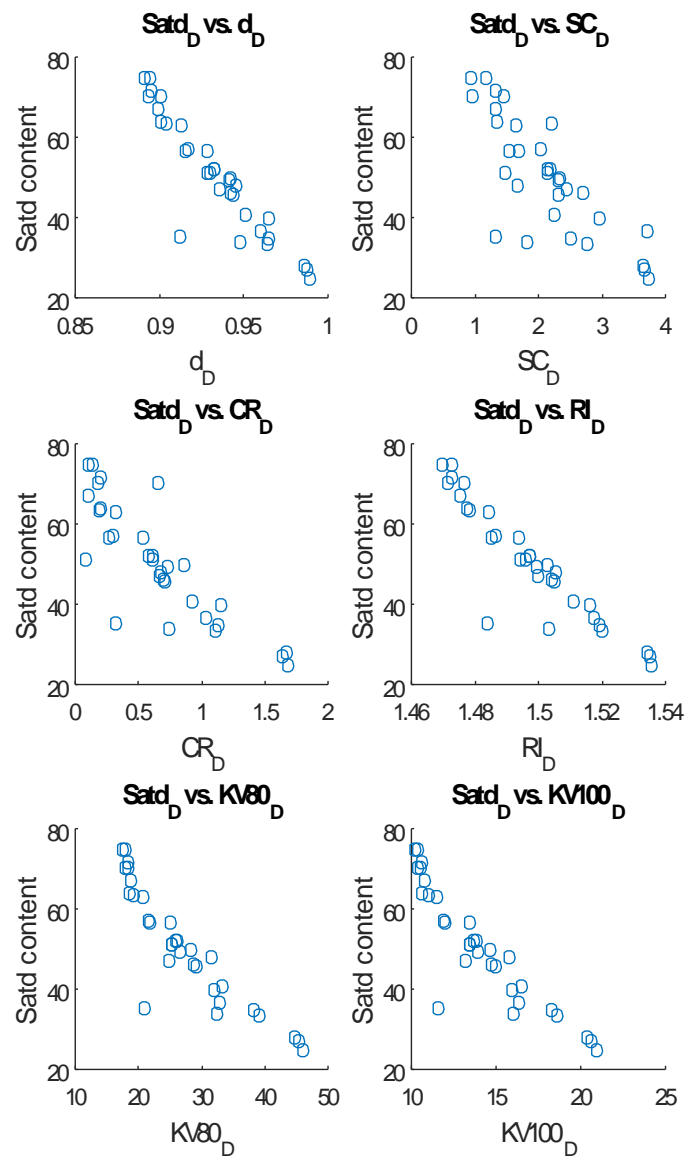 Satd_D vs. d_D
Satd content
80
60
40
20
0.85 0.9 0.95 1
d_D
Satd_D vs. SC_D
Satd content
80
60
40
20
0 1 2 3 4
SC_D
Satd_D vs. CR_D
Satd content
80
60
40
20
0 0.5 1 1.5 2
CR_D
Satd_D vs. RI_D
Satd content
80
60
40
20
1.46 1.48 1.5 1.52 1.54
RI_D
Satd_D vs. KV80_D
Satd content
80
60
40
20
10 20 30 40 50
KV80_D
Satd_D vs. KV100_D
Satd content
80
60
40
20
10 15 20 25
KV100_D